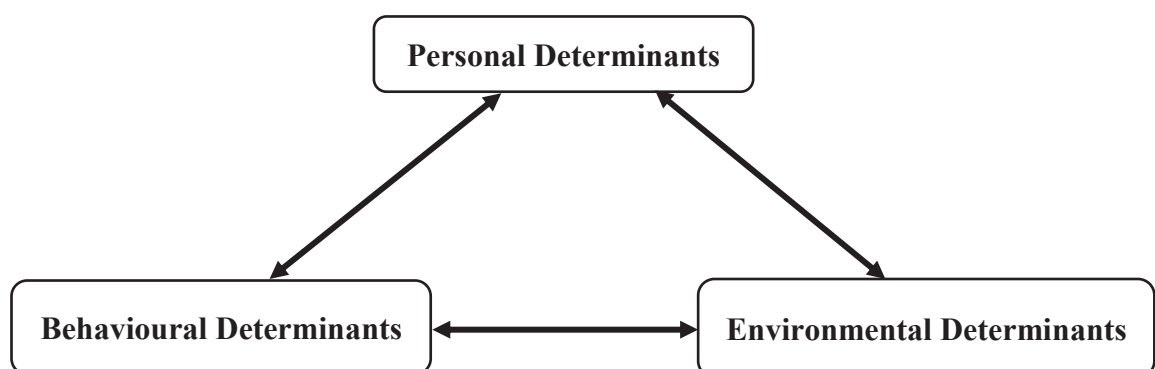 Personal Determinants
Behavioural Determinants
Environmental Determinants